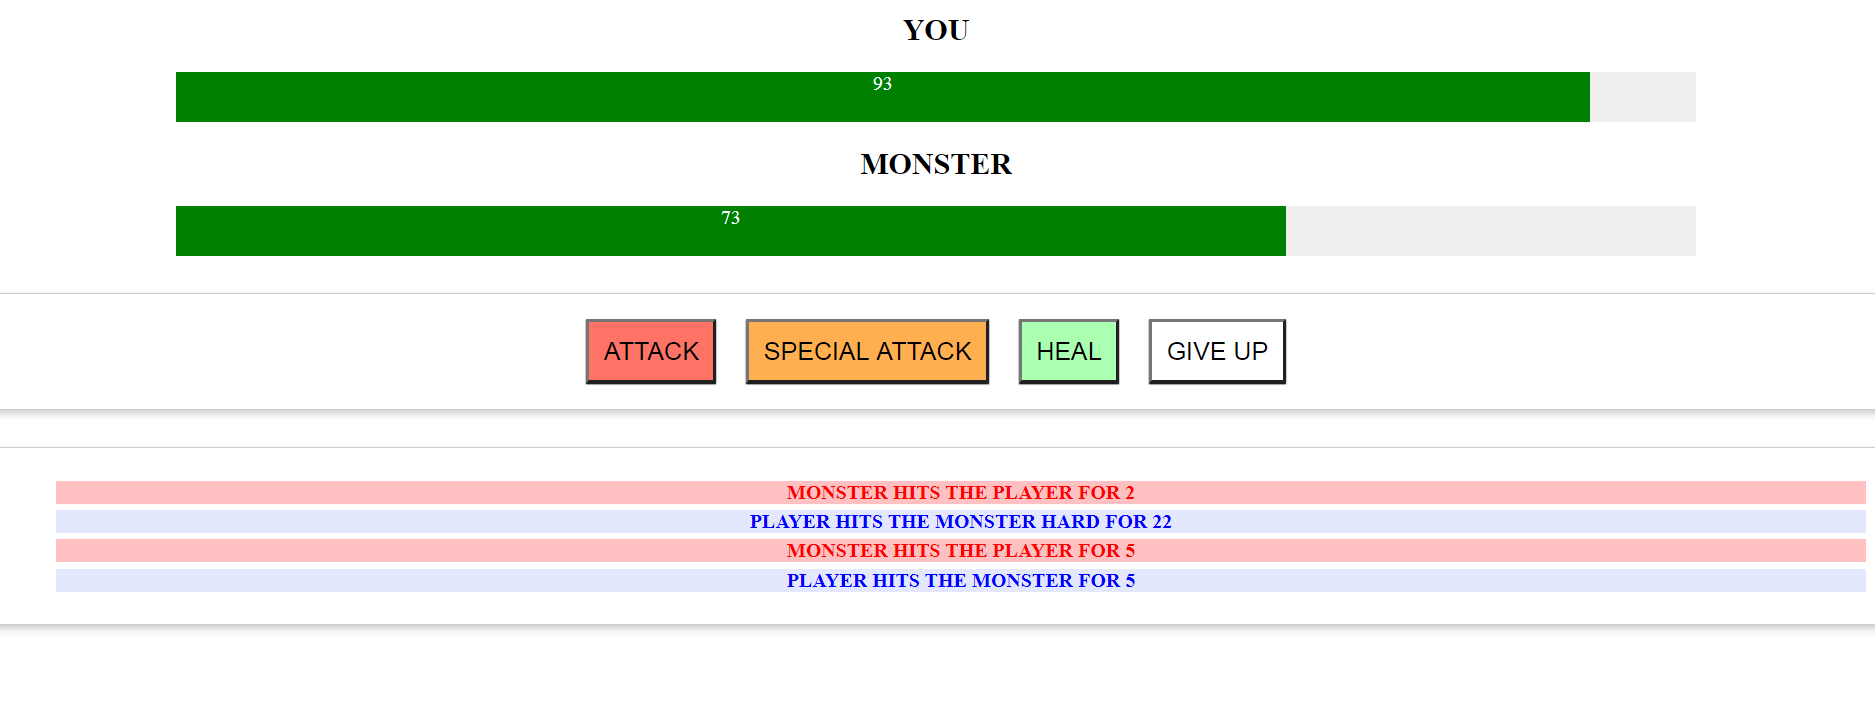 YOU
93
MONSTER
73
ATTACK SPECIAL ATTACK HEAL GIVE UP
MONSTER HITS THE PLAYER FOR 2
PLAYER HITS THE MONSTER HARD FOR 22
MONSTER HITS THE PLAYER FOR 5
PLAYER HITS THE MONSTER FOR 5